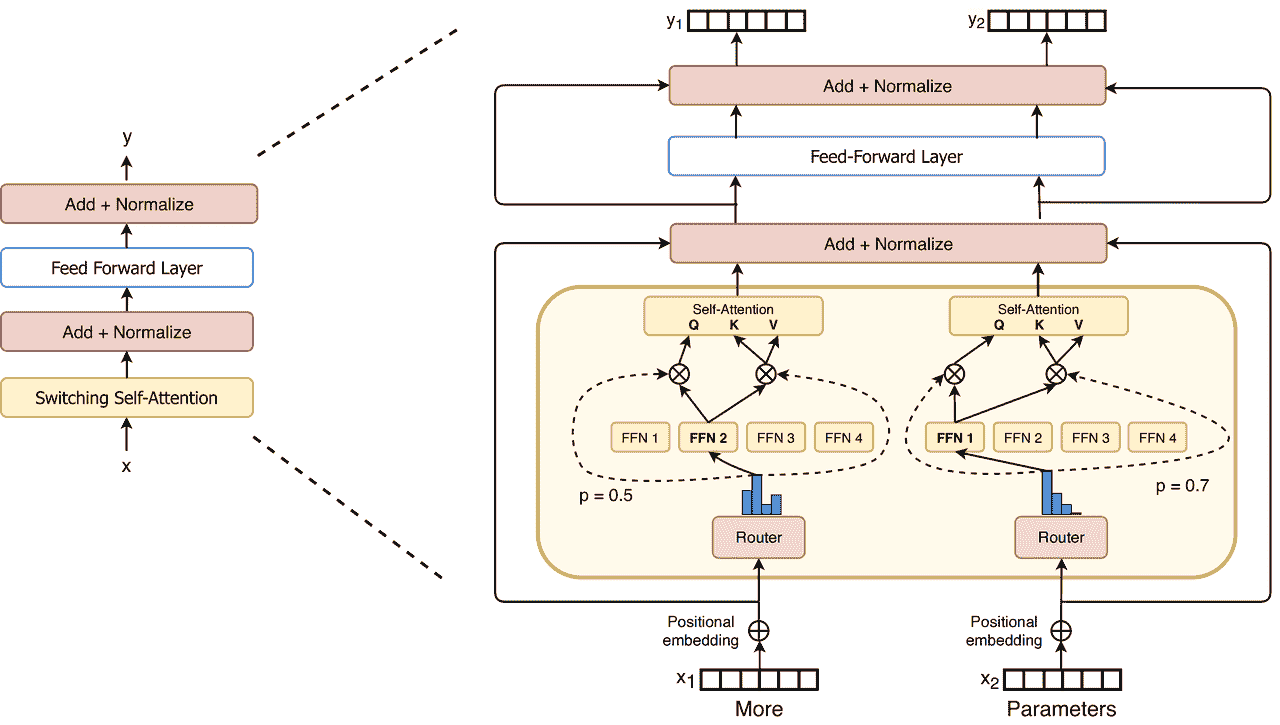 y
Add + Normalize
Feed Forward Layer
Add + Normalize
Switching Self-Attention
x
y1
y2
Add + Normalize
Feed-Forward Layer
Add + Normalize
Self-Attention
Q K V
Self-Attention
Q K V
FFN 1 FFN 2 FFN 3 FFN 4
FFN 1 FFN 2 FFN 3 FFN 4
p = 0.5
p = 0.7
Router
Router
Positional
embedding
Positional
embedding
x1
x2
More
Parameters